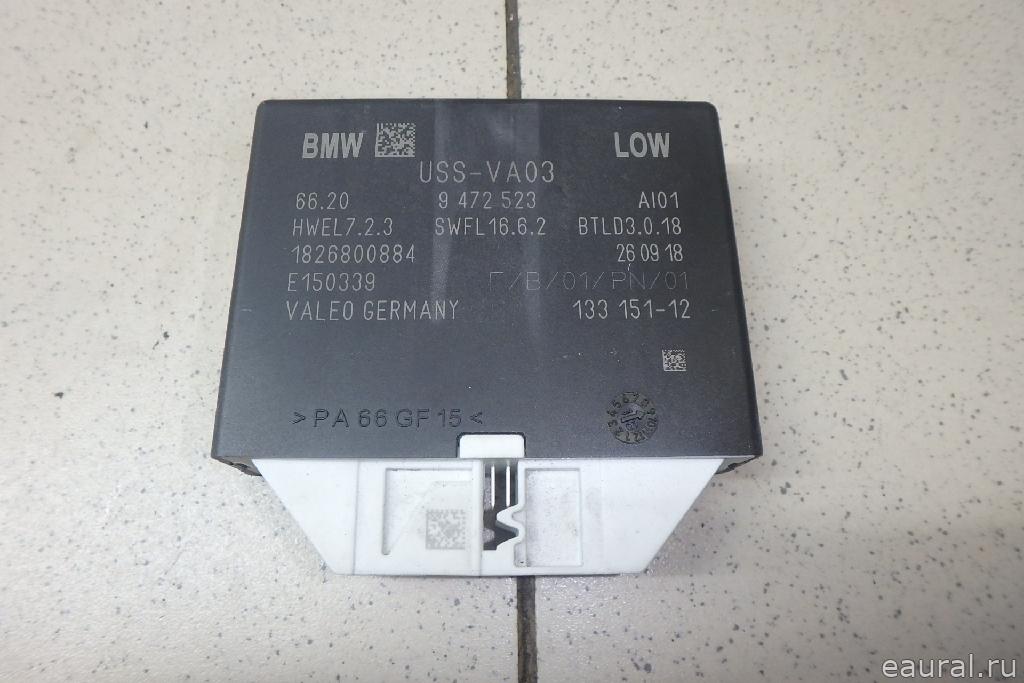 BMW LOW
USS-VA03
66.20 9 472 523 AI01
HWEL7.2.3 SWFL16.6.2 BTLD3.0.18
1826800884 26 09 18
E150339 F/B/01/PN/01
VALEO GERMANY 133 151-12
>PA 66 GF 15<
eaural.ru